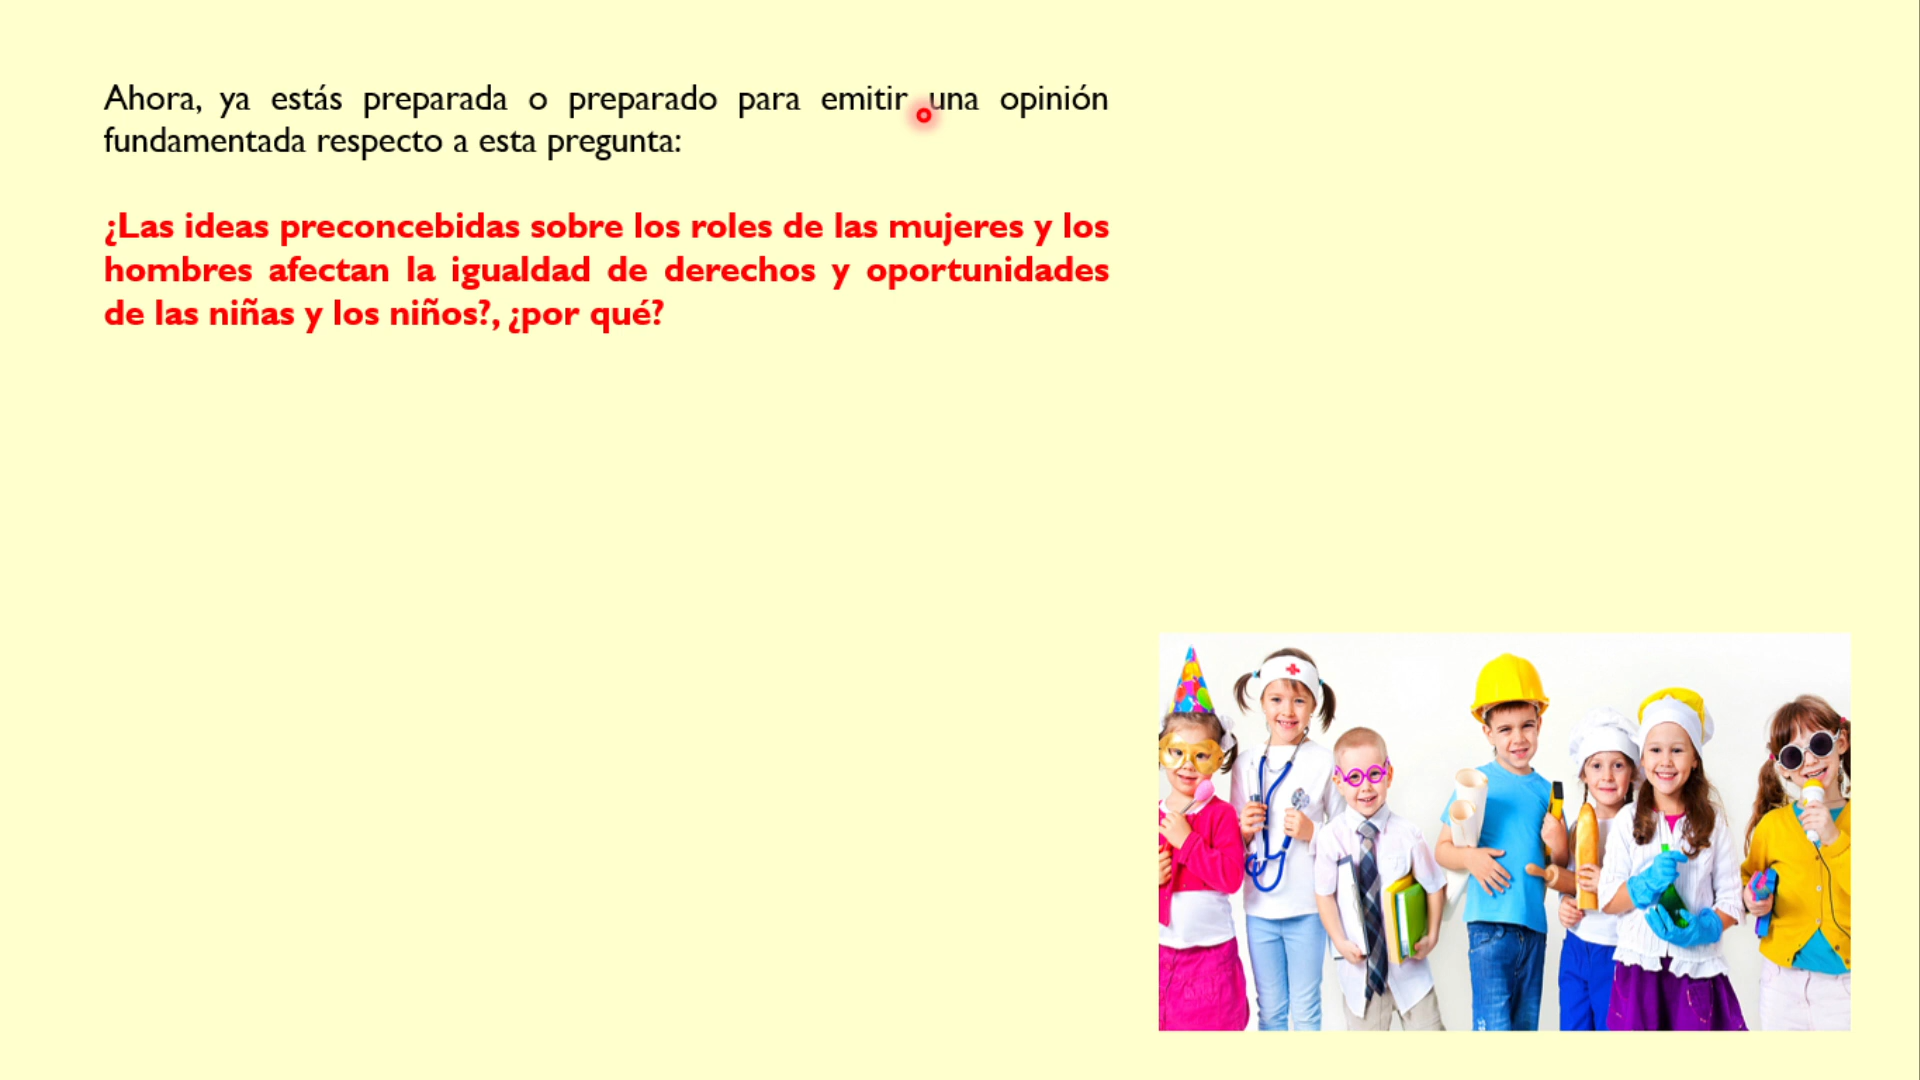 Ahora, ya estás preparada o preparado para emitir una opinión
fundamentada respecto a esta pregunta:
¿Las ideas preconcebidas sobre los roles de las mujeres y los
hombres afectan la igualdad de derechos y oportunidades
de las niñas y los niños?, ¿por qué?